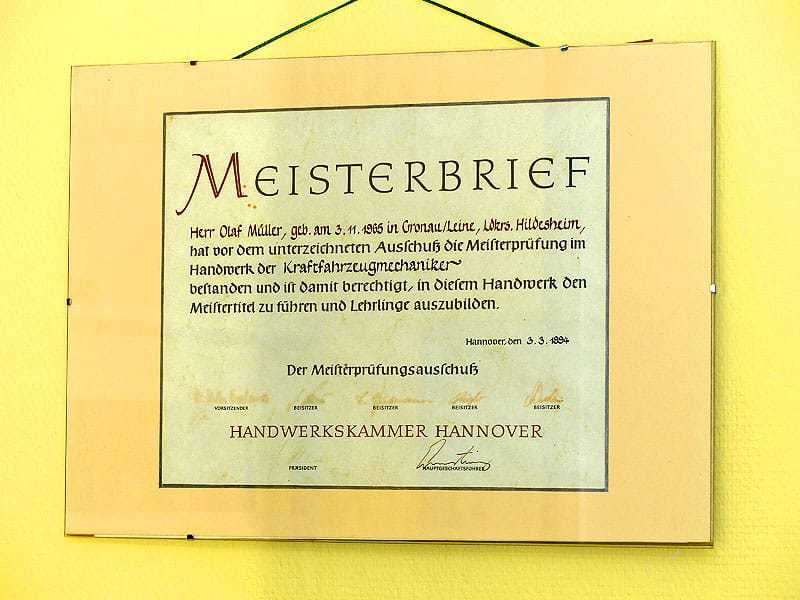 MEISTERBRIEF
Herr Olaf Müller, geb. am 3.11.1965 in Gronau/Leine, Ldkrs. Hildesheim,
hat vor dem unterzeichneten Ausschuß die Meisterprüfung im
Handwerk der Kraftfahrzeugmechaniker
bestanden und ist damit berechtigt, in diesem Handwerk den
Meistertitel zu führen und Lehrlinge auszubilden.
Hannover, den 3.3.1994
Der Meisterprüfungsausschuß
VORSITZENDER BEISITZER BEISITZER BEISITZER BEISITZER
HANDWERKSKAMMER HANNOVER
PRÄSIDENT HAUPTGESCHÄFTSFÜHRER